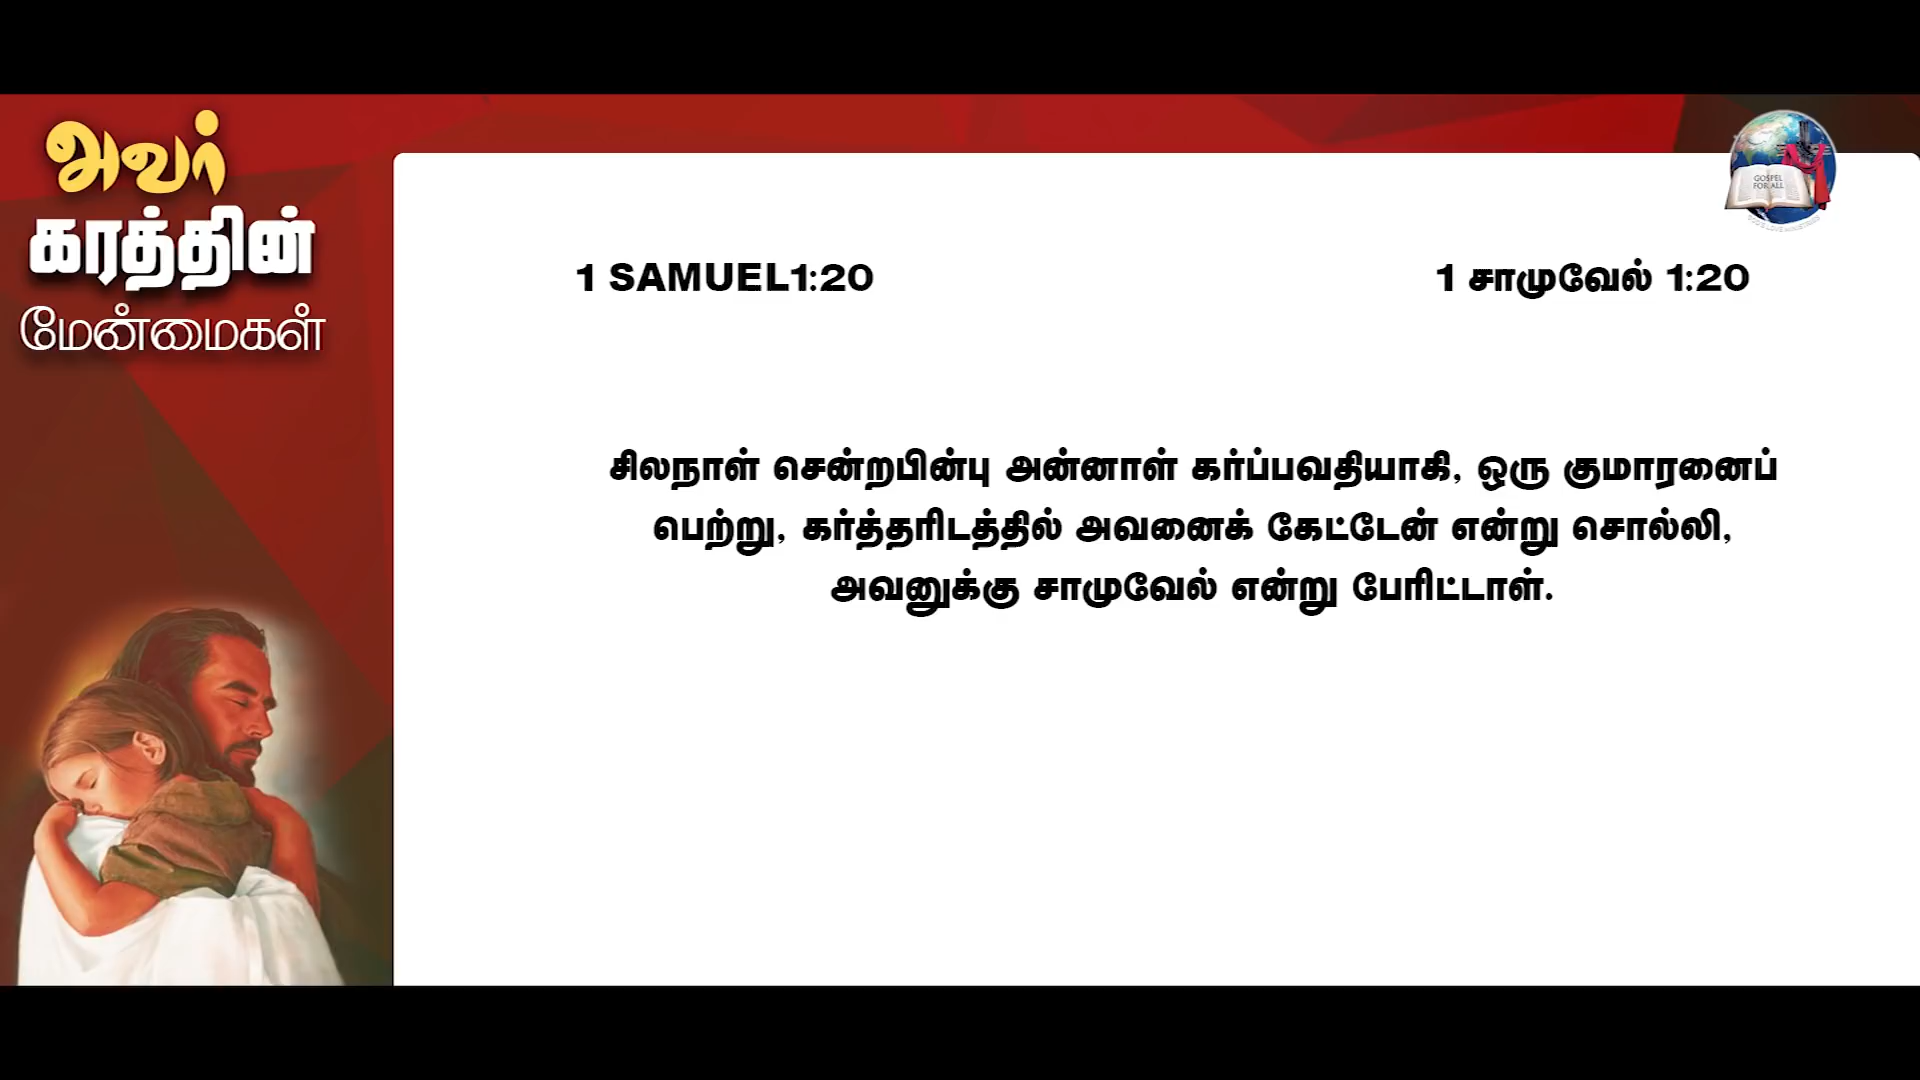 அவர்
கரத்தின்
மேன்மைகள்
GOSPEL
FOR ALL
1 SAMUEL1:20
1 சாமுவேல் 1:20
சிலநாள் சென்றபின்பு அன்னாள் கர்ப்பவதியாகி, ஒரு குமாரனைப்
பெற்று, கர்த்தரிடத்தில் அவனைக் கேட்டேன் என்று சொல்லி,
அவனுக்கு சாமுவேல் என்று பேரிட்டாள்.